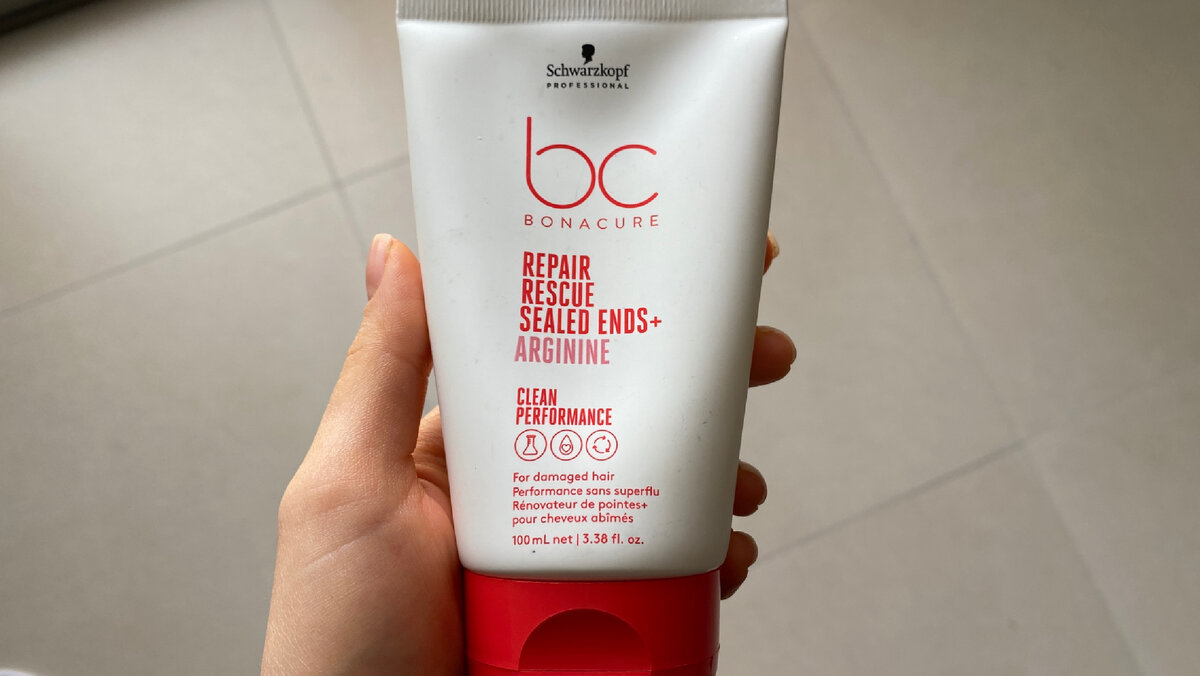 Schwarzkopf
PROFESSIONAL
bc
BONACURE
REPAIR
RESCUE
SEALED ENDS+
ARGININE
CLEAN
PERFORMANCE
For damaged hair
Performance sans superflu
Rénovateur de pointes+
pour cheveux abîmés
100 mL net | 3.38 fl. oz.